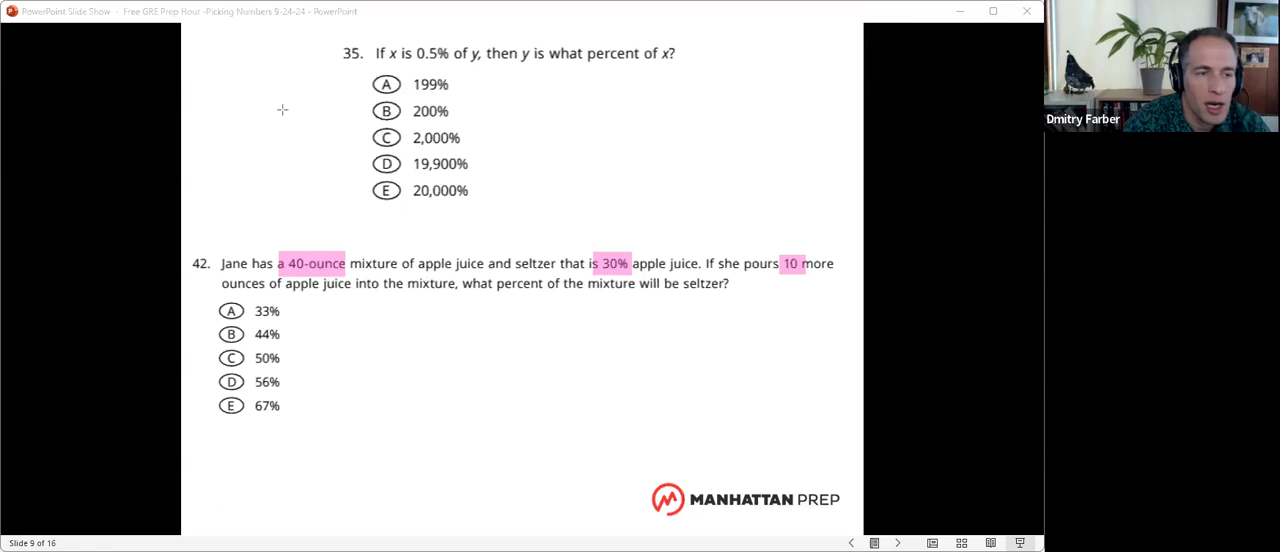 PowerPoint Slide Show - Free GRE Prep Hour -Picking Numbers 9-24-24 - PowerPoint
35. If x is 0.5% of y, then y is what percent of x?
A 199%
B 200%
C 2,000%
D 19,900%
E 20,000%
Dmitry Farber
42. Jane has a 40-ounce mixture of apple juice and seltzer that is 30% apple juice. If she pours 10 more
ounces of apple juice into the mixture, what percent of the mixture will be seltzer?
A 33%
B 44%
C 50%
D 56%
E 67%
MANHATTAN PREP
Slide 9 of 16